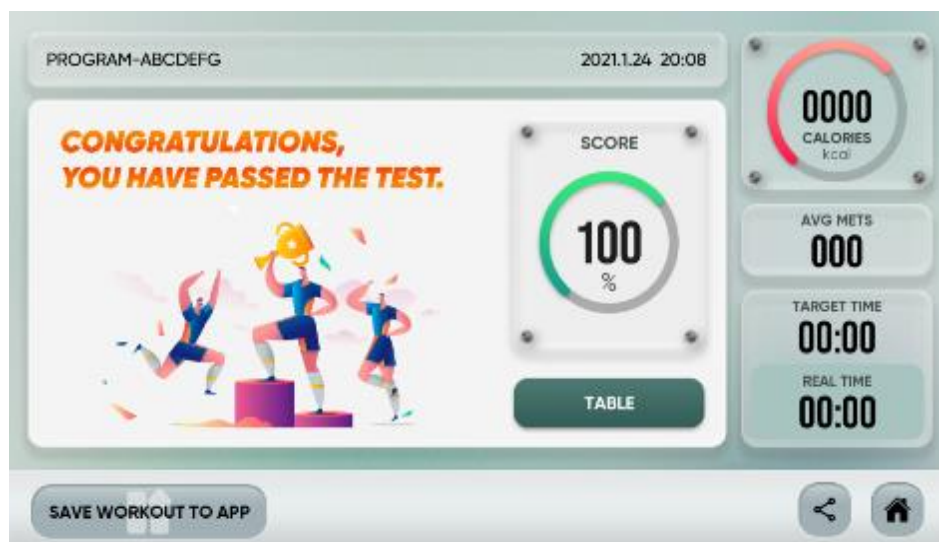 PROGRAM-ABCDEFG
2021.1.24 20:08
CONGRATULATIONS,
YOU HAVE PASSED THE TEST.
SCORE
100
%
TABLE
0000
CALORIES
kcal
AVG METS
000
TARGET TIME
00:00
REAL TIME
00:00
SAVE WORKOUT TO APP